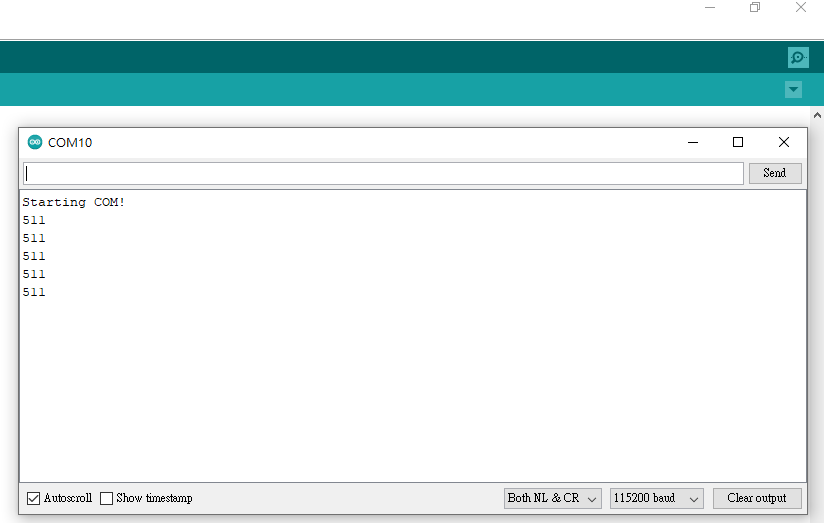 COM10
Send
Starting COM!
511
511
511
511
511
Autoscroll Show timestamp Both NL & CR 115200 baud Clear output